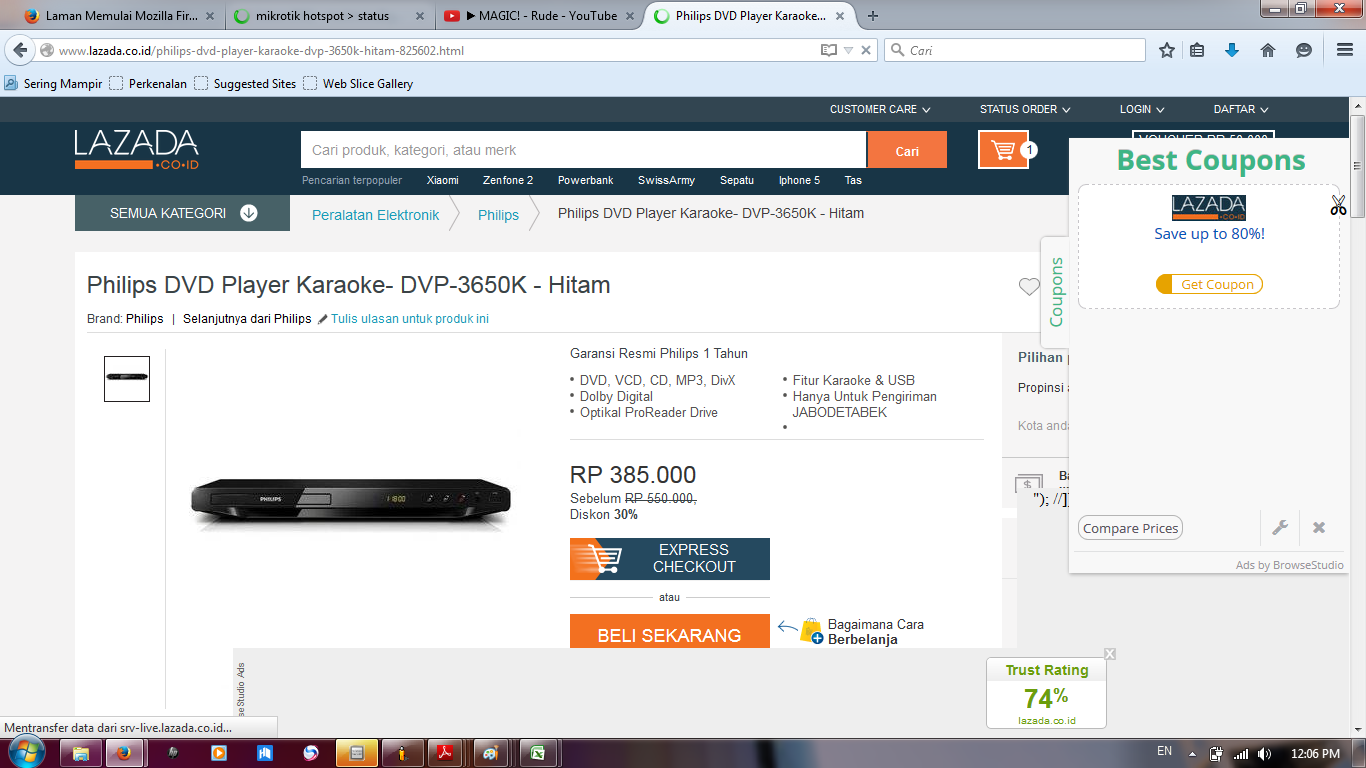 Laman Memulai Mozilla Fir...
mikrotik hotspot > status
▶ MAGIC! - Rude - YouTube
Philips DVD Player Karaoke...
www.lazada.co.id/philips-dvd-player-karaoke-dvp-3650k-hitam-825602.html
Cari
Sering Mampir
Perkenalan
Suggested Sites
Web Slice Gallery
CUSTOMER CARE
STATUS ORDER
LOGIN
DAFTAR
LAZADA
.CO.ID
Cari produk, kategori, atau merk
Cari
1
VOUCHER RP 50.000
Pencarian terpopuler
Xiaomi
Zenfone 2
Powerbank
SwissArmy
Sepatu
Iphone 5
Tas
SEMUA KATEGORI
Peralatan Elektronik
Philips
Philips DVD Player Karaoke- DVP-3650K - Hitam
Philips DVD Player Karaoke- DVP-3650K - Hitam
Brand: Philips | Selanjutnya dari Philips
Tulis ulasan untuk produk ini
PHILIPS
Garansi Resmi Philips 1 Tahun
• DVD, VCD, CD, MP3, DivX
• Dolby Digital
• Optikal ProReader Drive
• Fitur Karaoke & USB
• Hanya Untuk Pengiriman
JABODETABEK
•
RP 385.000
Sebelum RP 550.000,
Diskon 30%
EXPRESS
CHECKOUT
atau
BELI SEKARANG
Bagaimana Cara
Berbelanja
Pilihan
Propinsi
Kota anda
Ba
"); //]]
Best Coupons
LAZADA
.CO.ID
Save up to 80%!
Get Coupon
Coupons
Compare Prices
Ads by BrowseStudio
seStudio Ads
Trust Rating
74%
lazada.co.id
Mentransfer data dari srv-live.lazada.co.id...
EN
12:06 PM